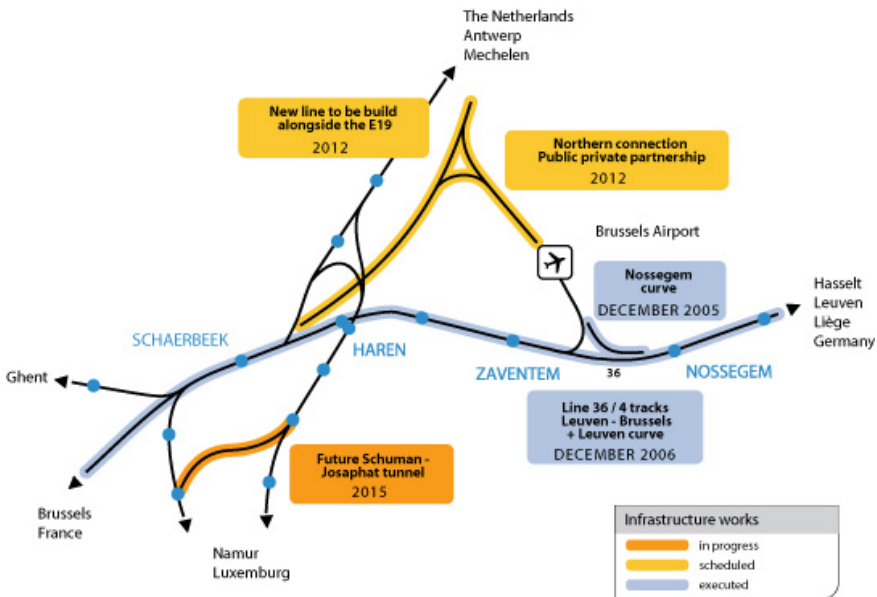 The Netherlands
Antwerp
Mechelen
New line to be build
alongside the E19
2012
Northern connection
Public private partnership
2012
Brussels Airport
Nossegem
curve
DECEMBER 2005
Hasselt
Leuven
Liège
Germany
SCHAERBEEK
HAREN
ZAVENTEM
36
NOSSEGEM
Ghent
Line 36 / 4 tracks
Leuven - Brussels
+ Leuven curve
DECEMBER 2006
Future Schuman -
Josaphat tunnel
2015
Brussels
France
Namur
Luxemburg
Infrastructure works
in progress
scheduled
executed